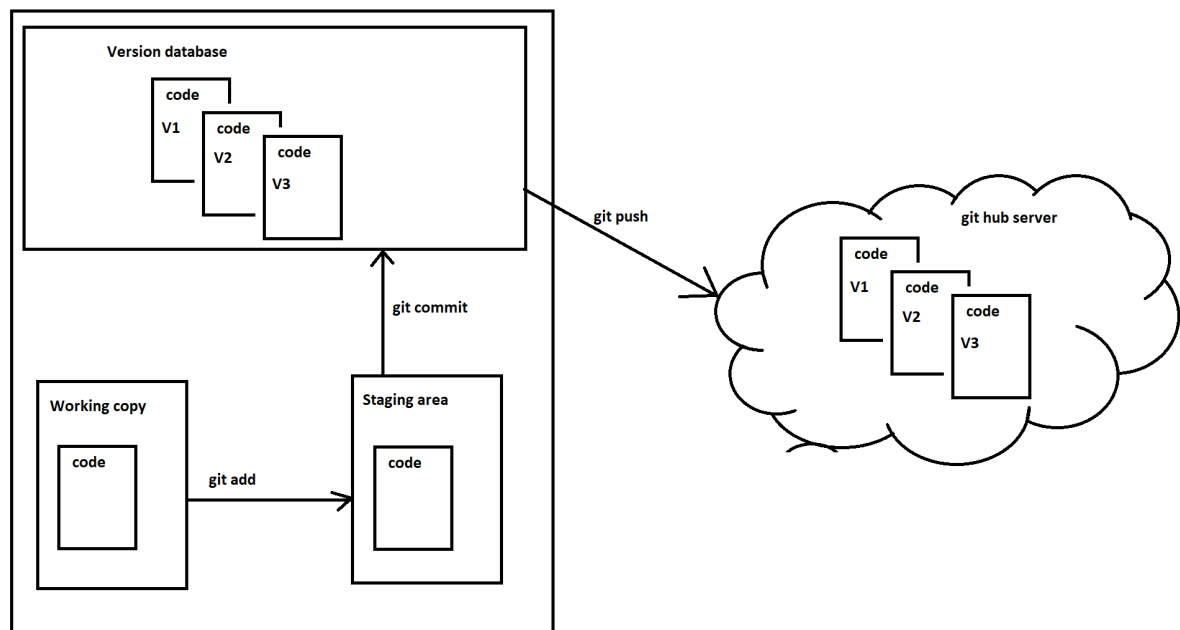 Version database
code
V1
code
V2
code
V3
git push
git hub server
code
V1
code
V2
code
V3
git commit
Working copy
code
git add
Staging area
code